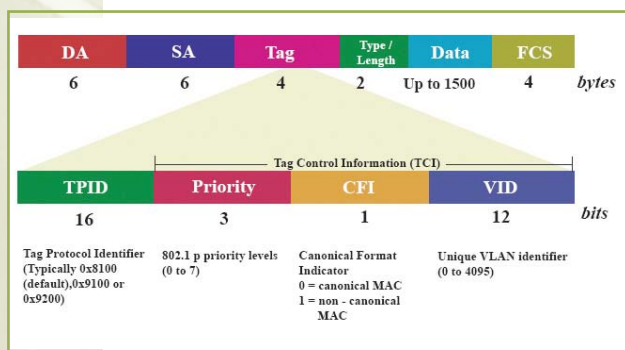 DA SA Tag Type / Length Data FCS
6 6 4 2 Up to 1500 4 bytes
Tag Control Information (TCI)
TPID Priority CFI VID
16 3 1 12 bits
Tag Protocol Identifier
(Typically 0x8100
(default),0x9100 or
0x9200)
802.1 p priority levels
(0 to 7)
Canonical Format
Indicator
0 = canonical MAC
1 = non - canonical
MAC
Unique VLAN identifier
(0 to 4095)